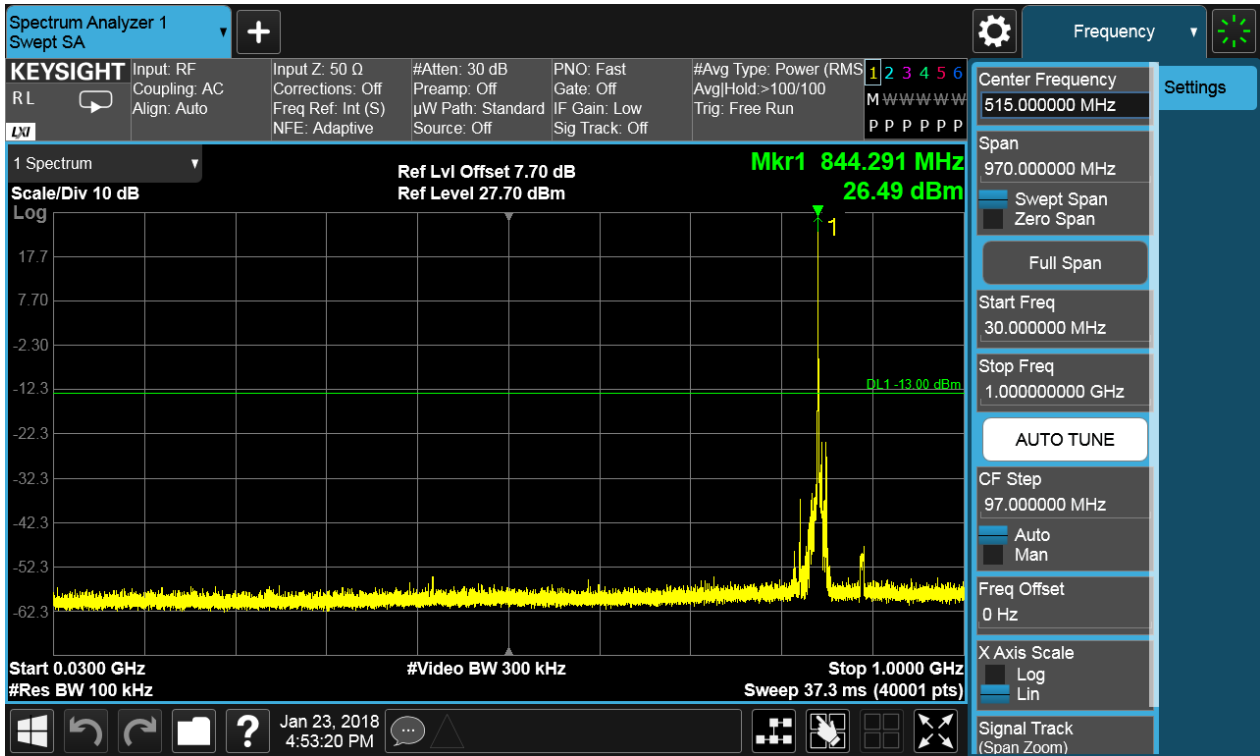 Spectrum Analyzer 1
Swept SA
+
Frequency
KEYSIGHT
R L
LXI
Input: RF
Coupling: AC
Align: Auto
Input Z: 50 Ω
Corrections: Off
Freq Ref: Int (S)
NFE: Adaptive
#Atten: 30 dB
Preamp: Off
µW Path: Standard
Source: Off
PNO: Fast
Gate: Off
IF Gain: Low
Sig Track: Off
#Avg Type: Power (RMS
Avg|Hold:>100/100
Trig: Free Run
1 2 3 4 5 6
M W W W W W
P P P P P P
1 Spectrum
Scale/Div 10 dB
Log
Ref Lvl Offset 7.70 dB
Ref Level 27.70 dBm
Mkr1 844.291 MHz
26.49 dBm
1
17.7
7.70
-2.30
-12.3
DL1 -13.00 dBm
-22.3
-32.3
-42.3
-52.3
-62.3
Start 0.0300 GHz
#Video BW 300 kHz
Stop 1.0000 GHz
#Res BW 100 kHz
Sweep 37.3 ms (40001 pts)
Center Frequency
515.000000 MHz
Settings
Span
970.000000 MHz
Swept Span
Zero Span
Full Span
Start Freq
30.000000 MHz
Stop Freq
1.000000000 GHz
AUTO TUNE
CF Step
97.000000 MHz
Auto
Man
Freq Offset
0 Hz
X Axis Scale
Log
Lin
Signal Track
(Span Zoom)
?
Jan 23, 2018
4:53:20 PM